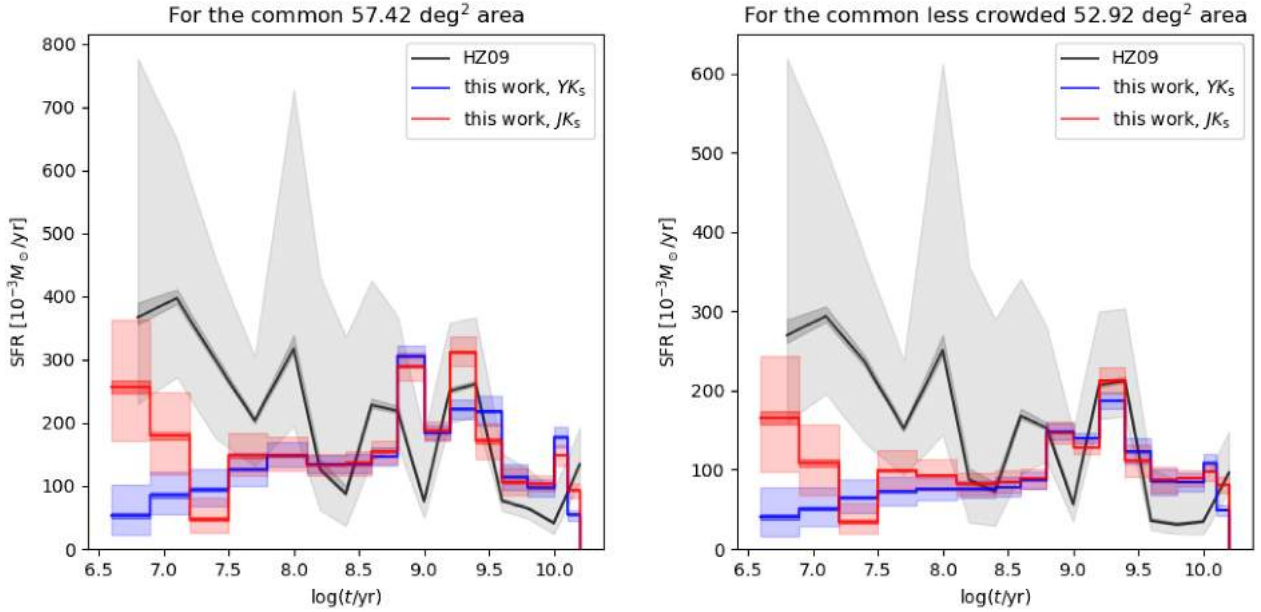 For the common 57.42 deg² area
800
700
600
500
400
300
200
100
0
SFR [10⁻³M⊙/yr]
6.5 7.0 7.5 8.0 8.5 9.0 9.5 10.0
log(t/yr)
HZ09
this work, YKₛ
this work, JKₛ
For the common less crowded 52.92 deg² area
600
500
400
300
200
100
0
SFR [10⁻³M⊙/yr]
6.5 7.0 7.5 8.0 8.5 9.0 9.5 10.0
log(t/yr)
HZ09
this work, YKₛ
this work, JKₛ